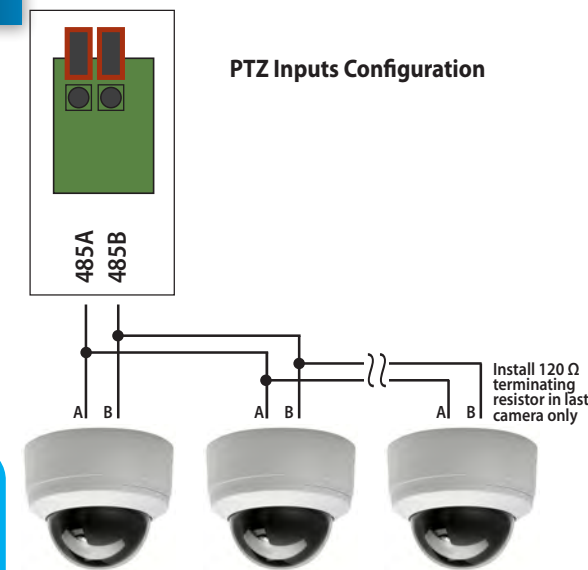 PTZ Inputs Configuration
485A
485B
A B
A B
A B
Install 120 Ω
terminating
resistor in last
camera only